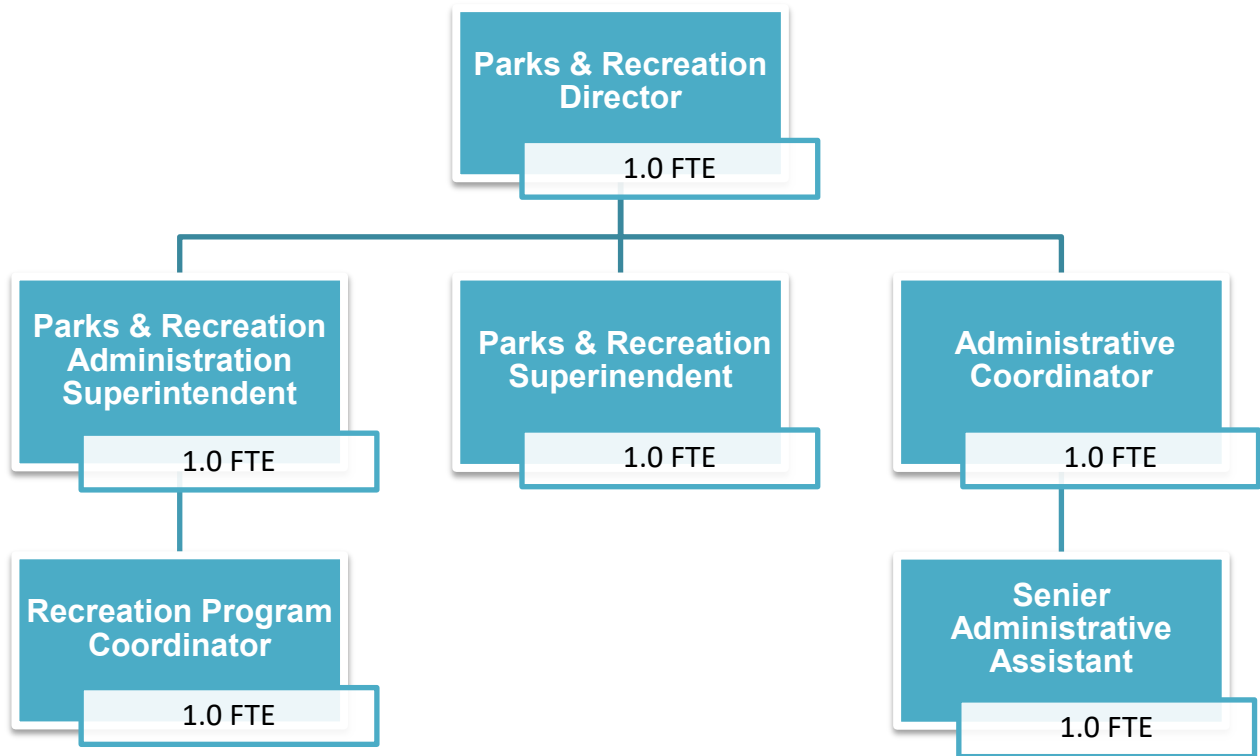 Parks & Recreation
Director
1.0 FTE
Parks & Recreation
Administration
Superintendent
1.0 FTE
Parks & Recreation
Superinendent
1.0 FTE
Administrative
Coordinator
1.0 FTE
Recreation Program
Coordinator
1.0 FTE
Senier
Administrative
Assistant
1.0 FTE